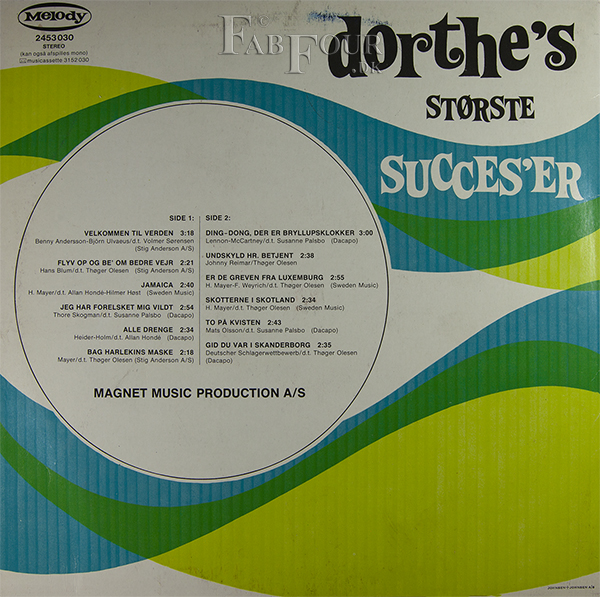 Melody
2453 030
STEREO
(kan også afspilles mono)
musicassette 3152 030
THE
FAB FOUR
.DK
dorthe's
STØRSTE
SUCCES'ER
SIDE 1:
VELKOMMEN TIL VERDEN 3:18
Benny Andersson-Björn Ulvaeus/d.t. Volmer Sørensen
(Stig Anderson A/S)
FLYV OP OG BE' OM BEDRE VEJR 2:21
Hans Blum/d.t. Thøger Olesen (Stig Anderson A/S)
JAMAICA 2:40
H. Mayer/d.t. Allan Hondé-Hilmer Høst (Sweden Music)
JEG HAR FORELSKET MIG VILDT 2:54
Thore Skogman/d.t. Susanne Palsbo (Dacapo)
ALLE DRENGE 2:34
Heider-Holm/d.t. Allan Hondé (Dacapo)
BAG HARLEKINS MASKE 2:18
Mayer/d.t. Thøger Olesen (Stig Anderson A/S)
SIDE 2:
DING-DONG, DER ER BRYLLUPSKLOKKER 3:00
Lennon-McCartney/d.t. Susanne Palsbo (Dacapo)
UNDSKYLD HR. BETJENT 2:38
Johnny Reimar/Thøger Olesen
ER DE GREVEN FRA LUXEMBURG 2:55
H. Mayer-F. Weyrich/d.t. Thøger Olesen (Sweden Music)
SKOTTERNE I SKOTLAND 2:34
H. Mayer/d.t. Thøger Olesen (Sweden Music)
TO PÅ KVISTEN 2:43
Mats Olsson/d.t. Susanne Palsbo (Dacapo)
GID DU VAR I SKANDERBORG 2:35
Deutscher Schlagerwettbewerb/d.t. Thøger Olesen
(Dacapo)
MAGNET MUSIC PRODUCTION A/S